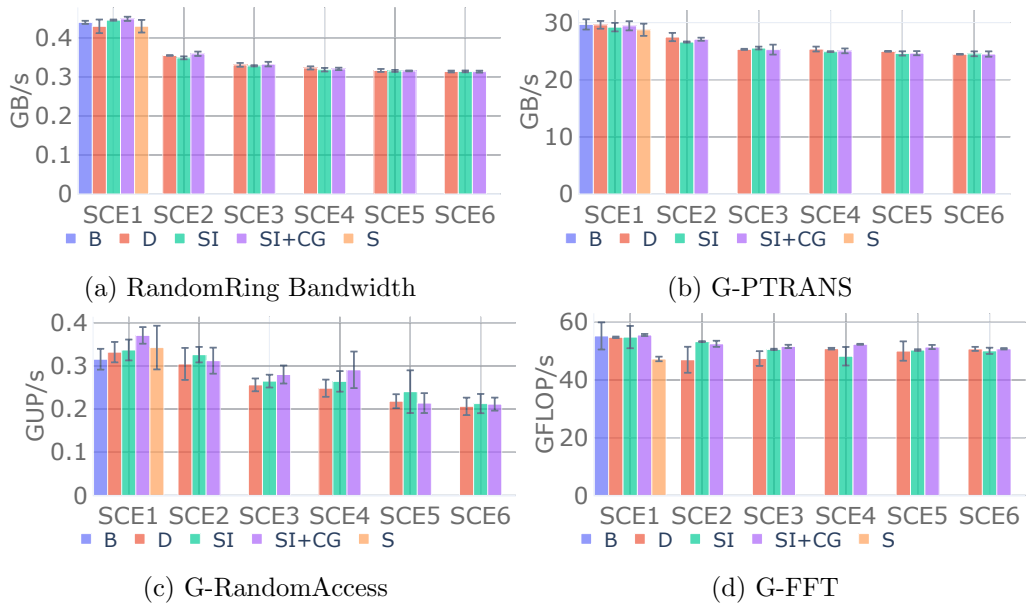 GB/s
0.4
0.3
0.2
0.1
0
SCE1 SCE2 SCE3 SCE4 SCE5 SCE6
B D SI SI+CG S
(a) RandomRing Bandwidth
GB/s
30
20
10
0
SCE1 SCE2 SCE3 SCE4 SCE5 SCE6
B D SI SI+CG S
(b) G-PTRANS
GUP/s
0.4
0.3
0.2
0.1
0
SCE1 SCE2 SCE3 SCE4 SCE5 SCE6
B D SI SI+CG S
(c) G-RandomAccess
GFLOP/s
60
40
20
0
SCE1 SCE2 SCE3 SCE4 SCE5 SCE6
B D SI SI+CG S
(d) G-FFT